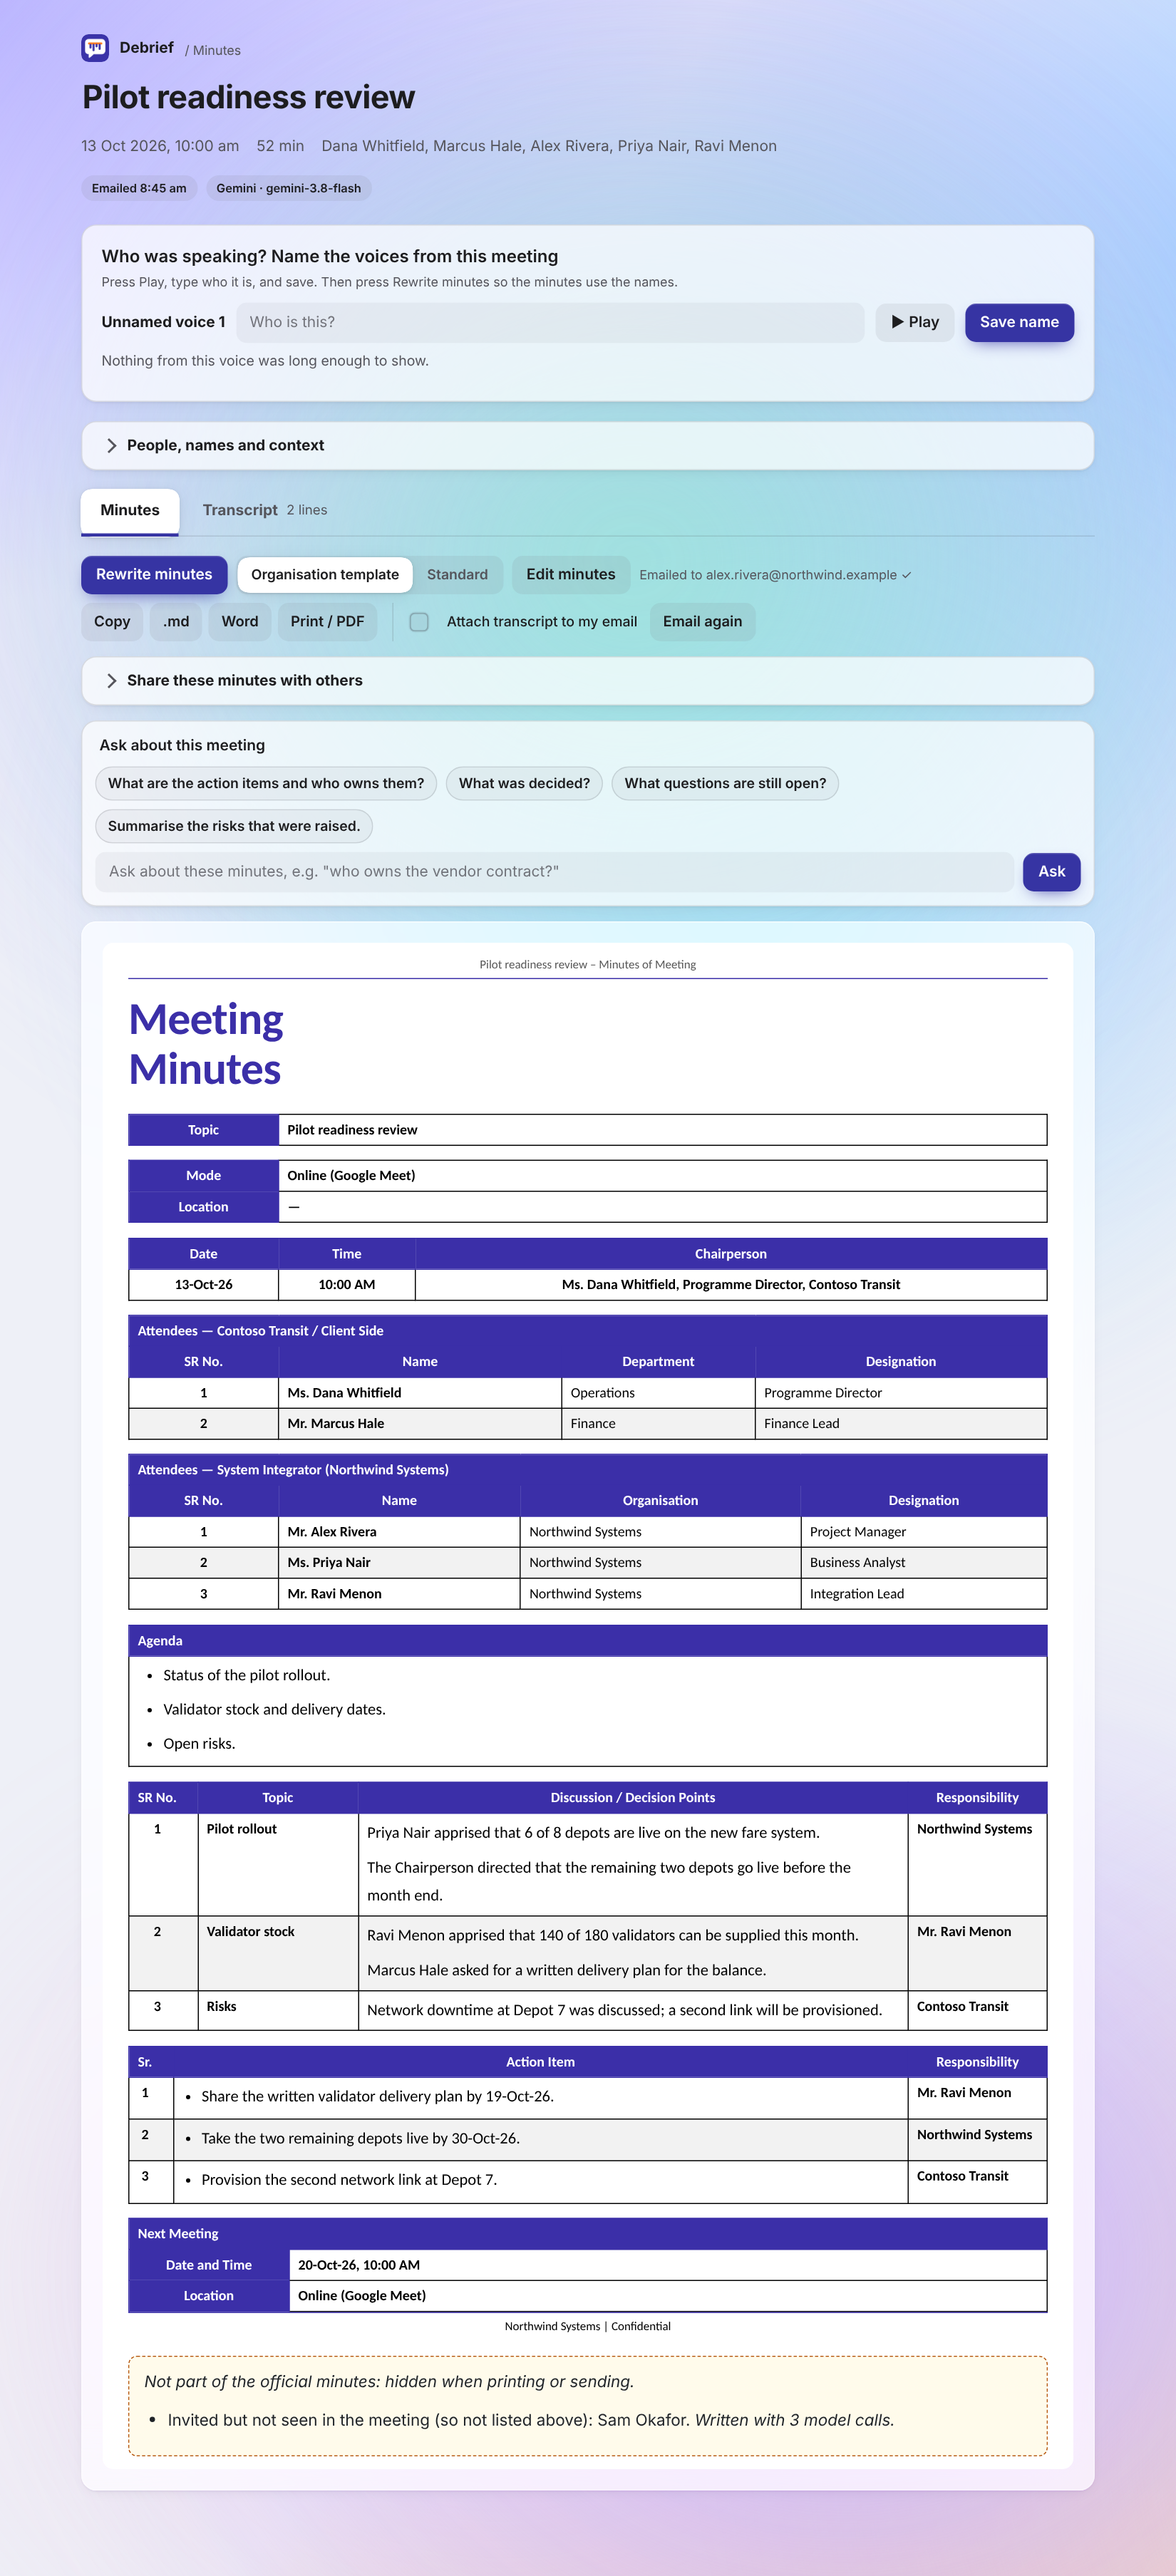 Debrief / Minutes
Pilot readiness review
13 Oct 2026, 10:00 am 52 min Dana Whitfield, Marcus Hale, Alex Rivera, Priya Nair, Ravi Menon
Emailed 8:45 am Gemini · gemini-3.8-flash
Who was speaking? Name the voices from this meeting
Press Play, type who it is, and save. Then press Rewrite minutes so the minutes use the names.
Unnamed voice 1 Who is this? ▶ Play Save name
Nothing from this voice was long enough to show.
People, names and context
Minutes Transcript 2 lines
Rewrite minutes Organisation template Standard Edit minutes Emailed to alex.rivera@northwind.example ✓
Copy .md Word Print / PDF Attach transcript to my email Email again
Share these minutes with others
Ask about this meeting
What are the action items and who owns them? What was decided? What questions are still open?
Summarise the risks that were raised.
Ask about these minutes, e.g. "who owns the vendor contract?" Ask
Pilot readiness review – Minutes of Meeting
Meeting
Minutes
Topic Pilot readiness review
Mode Online (Google Meet)
Location —
Date Time Chairperson
13-Oct-26 10:00 AM Ms. Dana Whitfield, Programme Director, Contoso Transit
Attendees — Contoso Transit / Client Side
SR No. Name Department Designation
1 Ms. Dana Whitfield Operations Programme Director
2 Mr. Marcus Hale Finance Finance Lead
Attendees — System Integrator (Northwind Systems)
SR No. Name Organisation Designation
1 Mr. Alex Rivera Northwind Systems Project Manager
2 Ms. Priya Nair Northwind Systems Business Analyst
3 Mr. Ravi Menon Northwind Systems Integration Lead
Agenda
• Status of the pilot rollout.
• Validator stock and delivery dates.
• Open risks.
SR No. Topic Discussion / Decision Points Responsibility
1 Pilot rollout Priya Nair apprised that 6 of 8 depots are live on the new fare system. Northwind Systems
The Chairperson directed that the remaining two depots go live before the
month end.
2 Validator stock Ravi Menon apprised that 140 of 180 validators can be supplied this month. Mr. Ravi Menon
Marcus Hale asked for a written delivery plan for the balance.
3 Risks Network downtime at Depot 7 was discussed; a second link will be provisioned. Contoso Transit
Sr. Action Item Responsibility
1 • Share the written validator delivery plan by 19-Oct-26. Mr. Ravi Menon
2 • Take the two remaining depots live by 30-Oct-26. Northwind Systems
3 • Provision the second network link at Depot 7. Contoso Transit
Next Meeting
Date and Time 20-Oct-26, 10:00 AM
Location Online (Google Meet)
Northwind Systems | Confidential
Not part of the official minutes: hidden when printing or sending.
• Invited but not seen in the meeting (so not listed above): Sam Okafor. Written with 3 model calls.